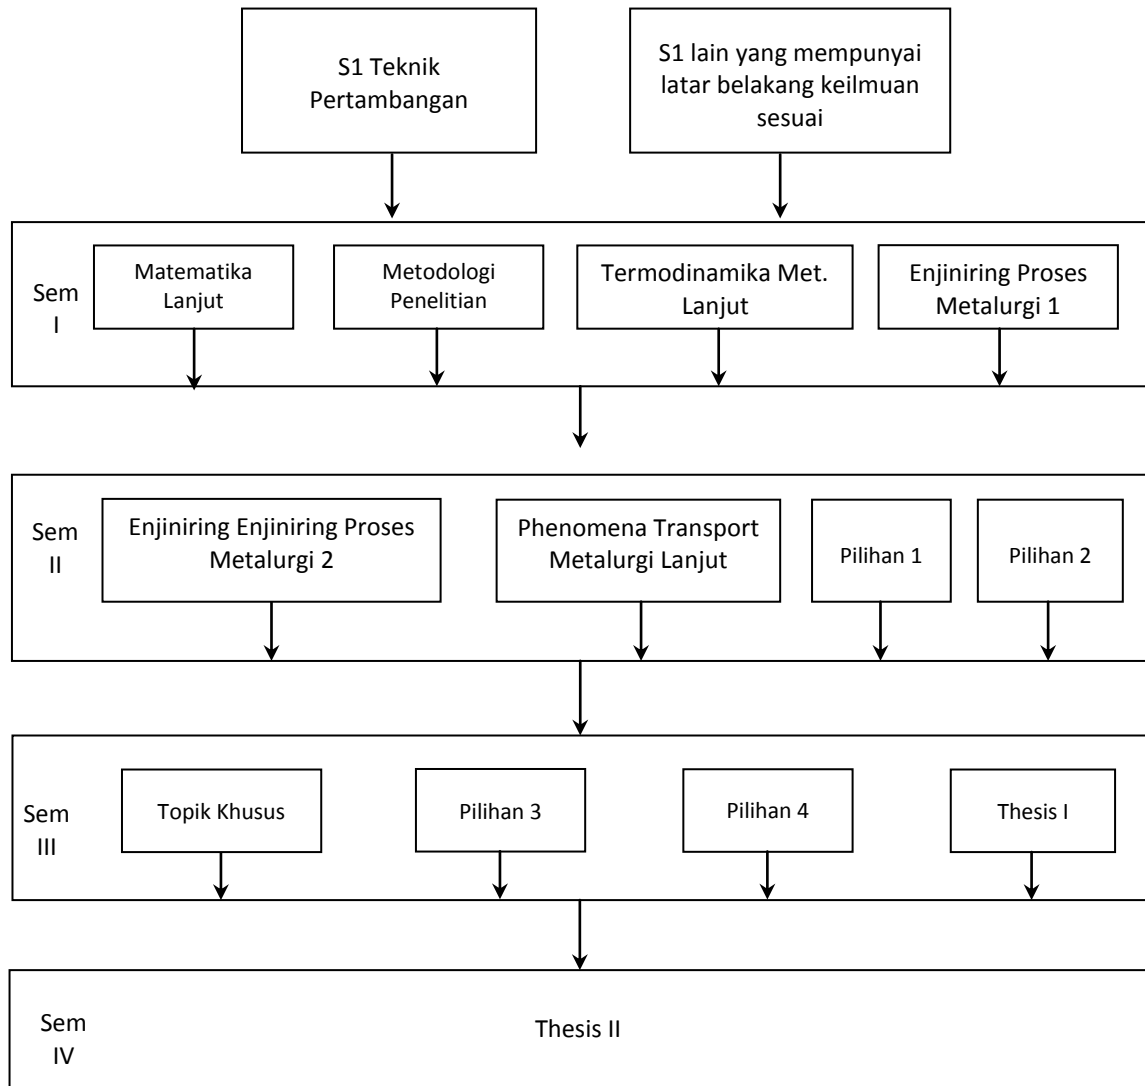 S1 Teknik
Pertambangan
S1 lain yang mempunyai
latar belakang keilmuan
sesuai
Sem
I
Matematika
Lanjut
Metodologi
Penelitian
Termodinamika Met.
Lanjut
Enjiniring Proses
Metalurgi 1
Sem
II
Enjiniring Enjiniring Proses
Metalurgi 2
Phenomena Transport
Metalurgi Lanjut
Pilihan 1
Pilihan 2
Sem
III
Topik Khusus
Pilihan 3
Pilihan 4
Thesis I
Sem
IV
Thesis II